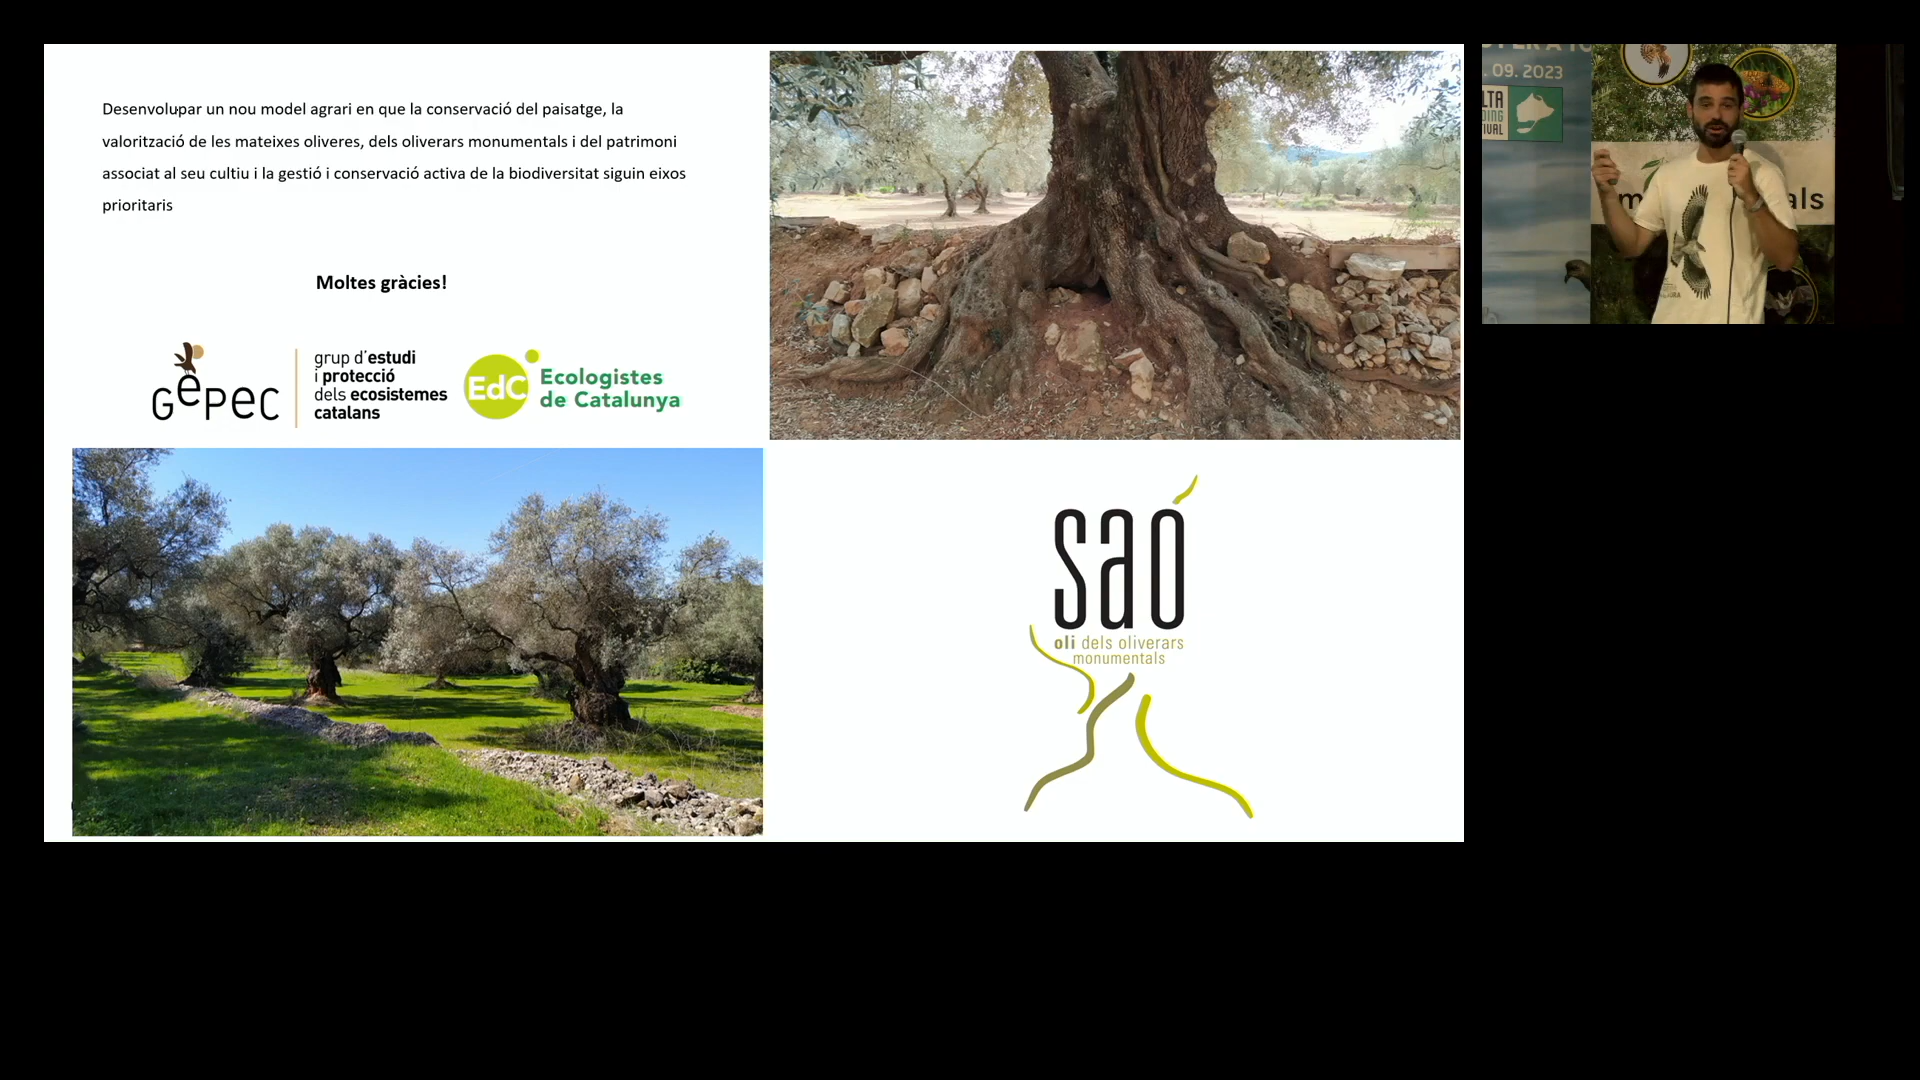 Desenvolupar un nou model agrari en que la conservació del paisatge, la
valorització de les mateixes oliveres, dels oliverars monumentals i del patrimoni
associat al seu cultiu i la gestió i conservació activa de la biodiversitat siguin eixos
prioritaris
Moltes gràcies!
GEPEC
grup d'estudi
i protecció
dels ecosistemes
catalans
EdC
Ecologistes
de Catalunya
saó
oli dels oliverars
monumentals
09. 2023